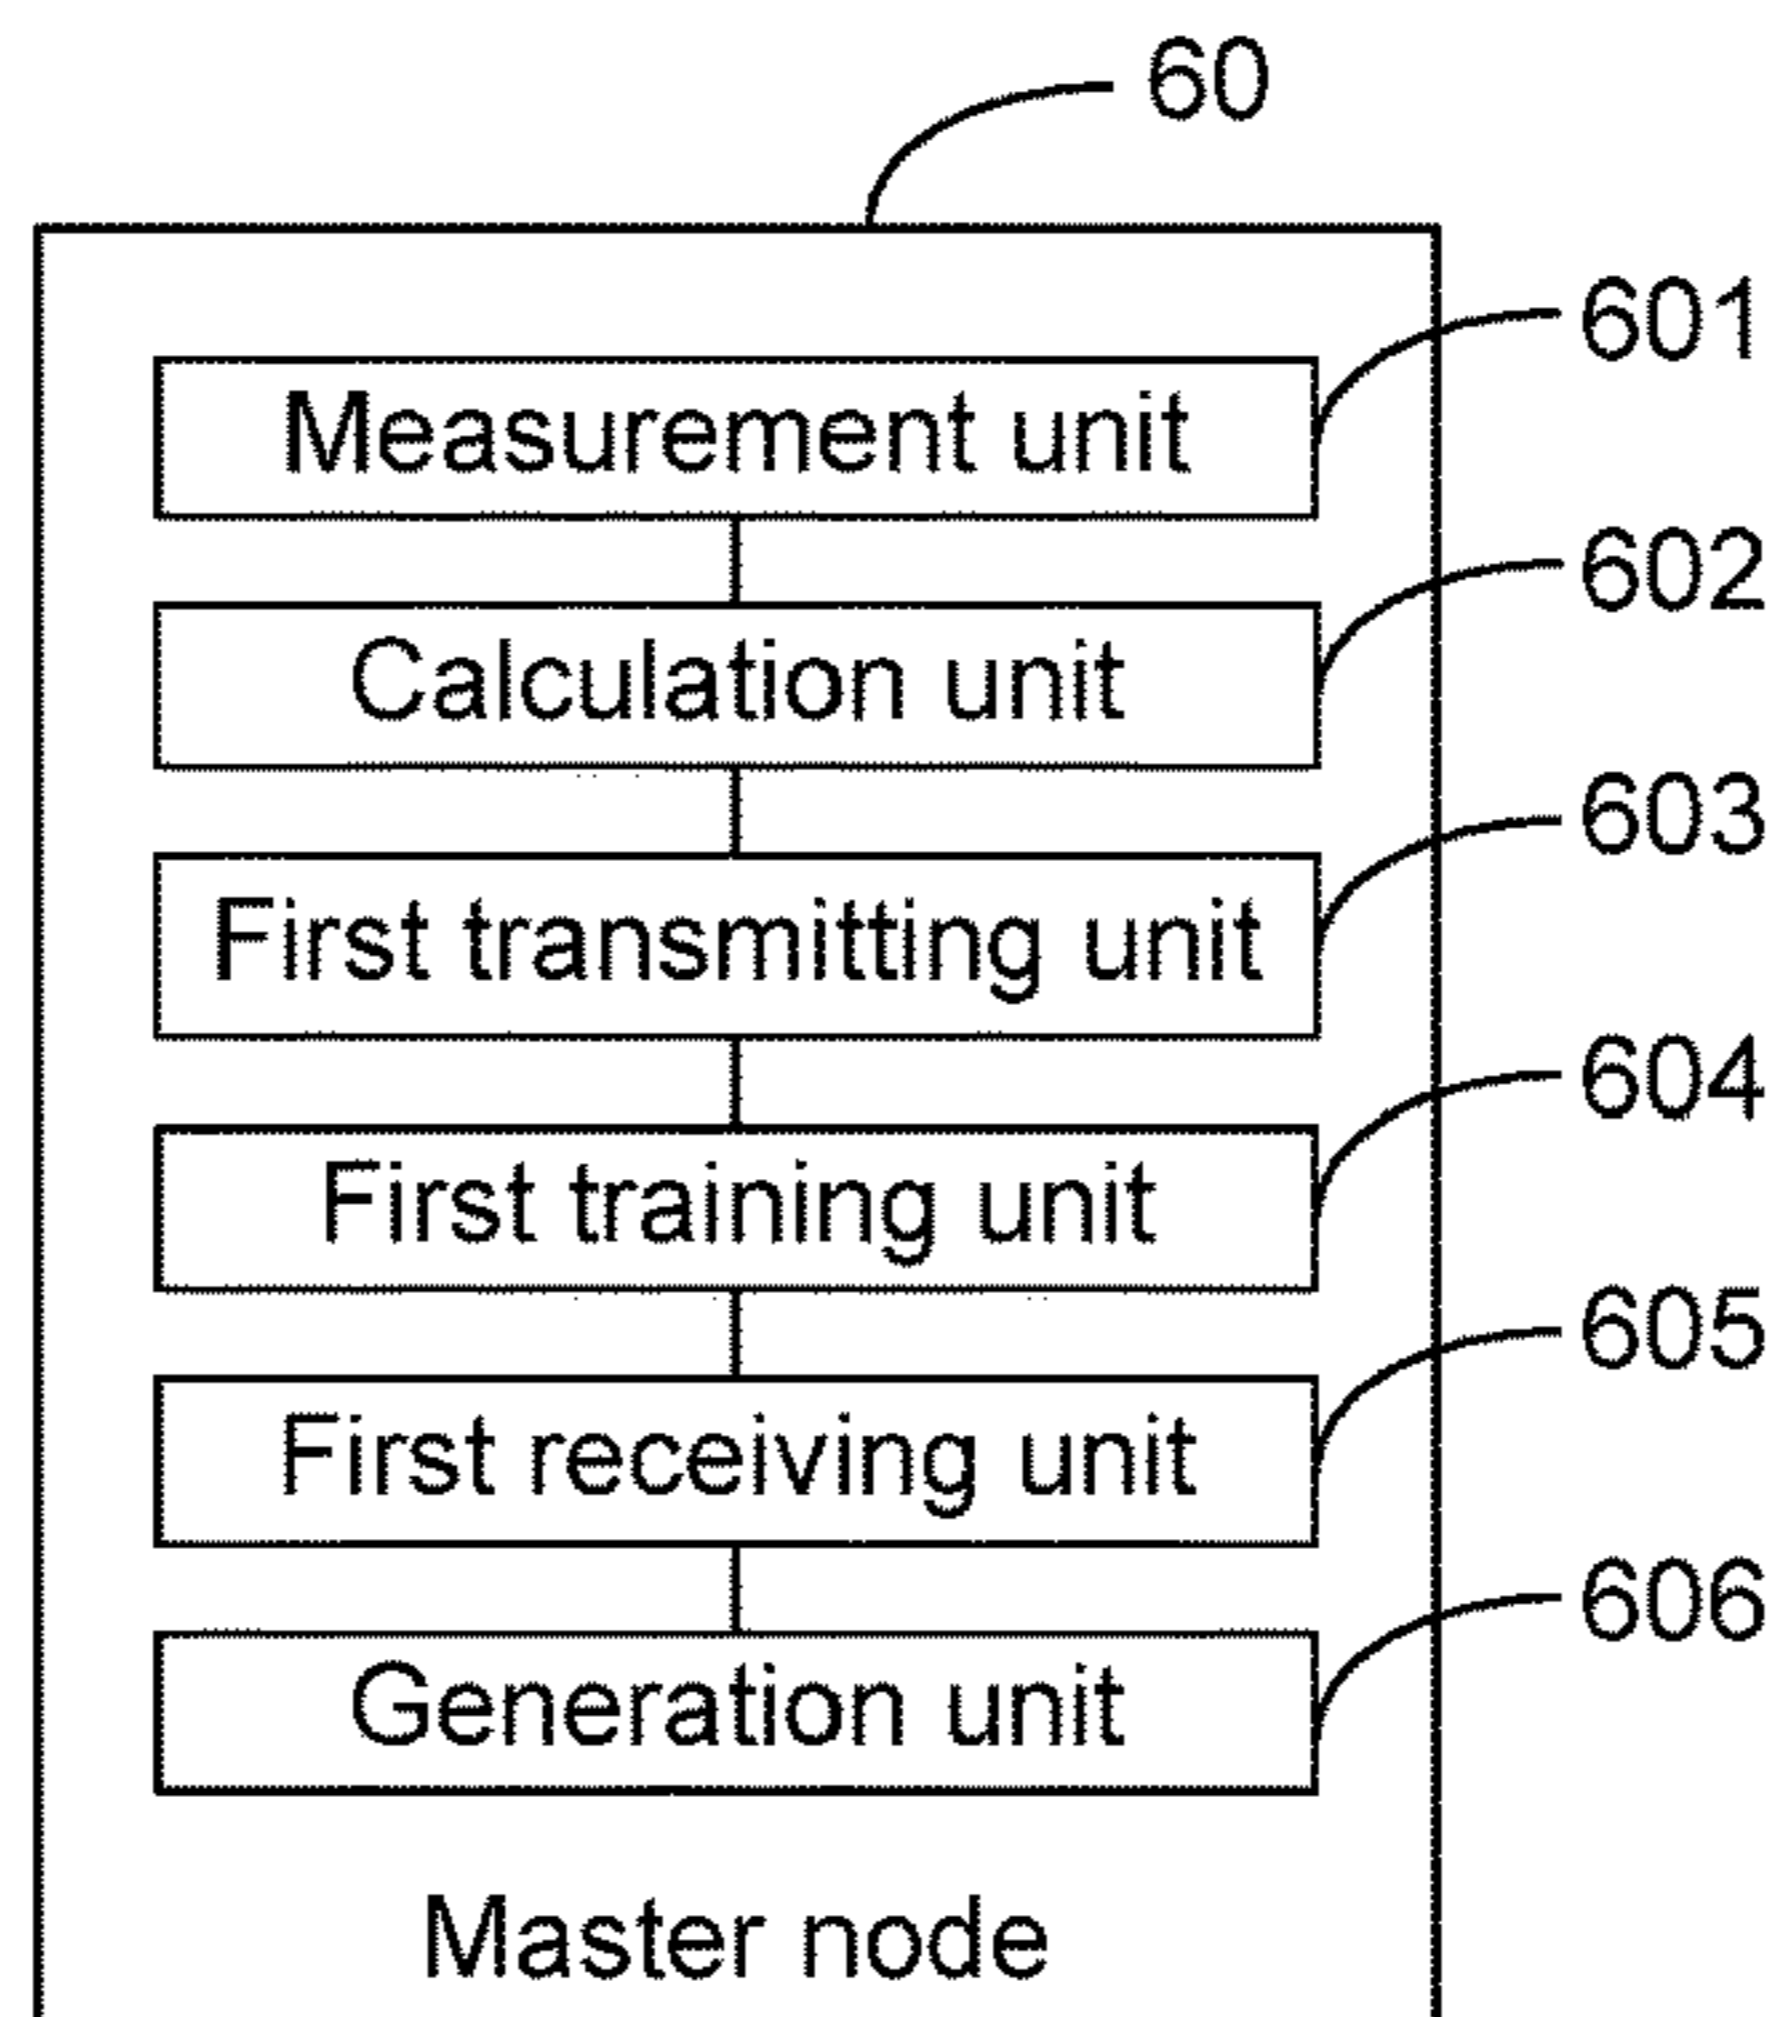 60
601
Measurement unit
602
Calculation unit
603
First transmitting unit
604
First training unit
605
First receiving unit
606
Generation unit
Master node